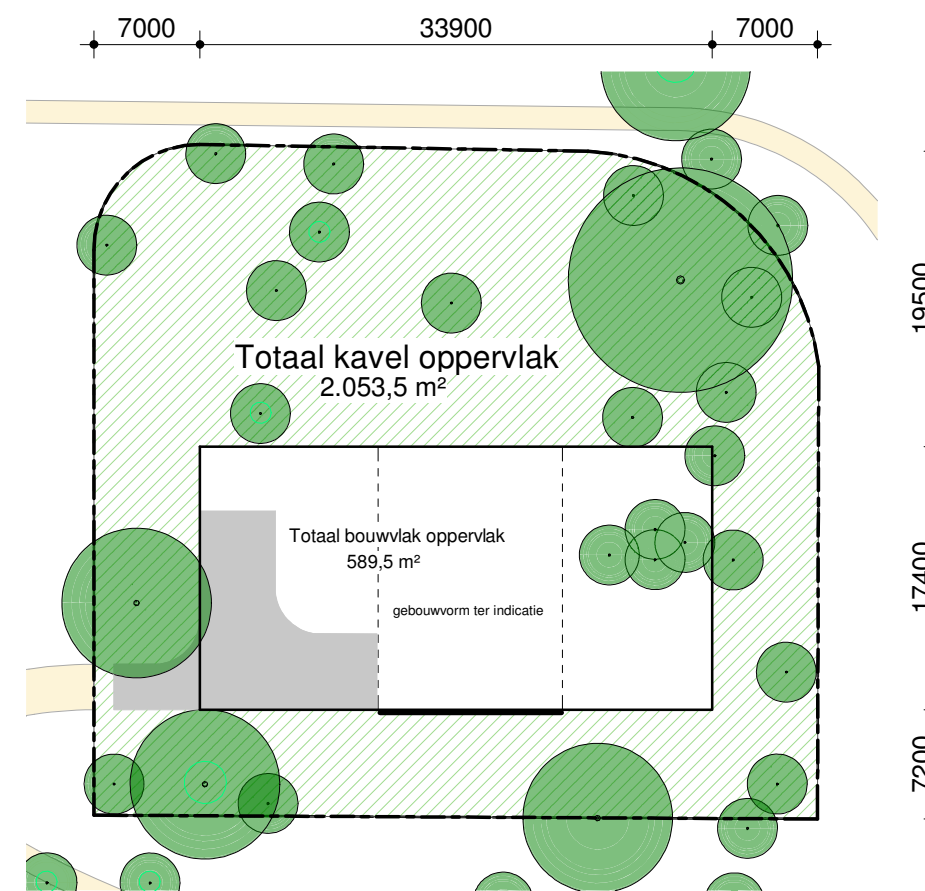 7000
33900
7000
19500
Totaal kavel oppervlak
2.053,5 m²
Totaal bouwvlak oppervlak
589,5 m²
gebouwvorm ter indicatie
17400
7200